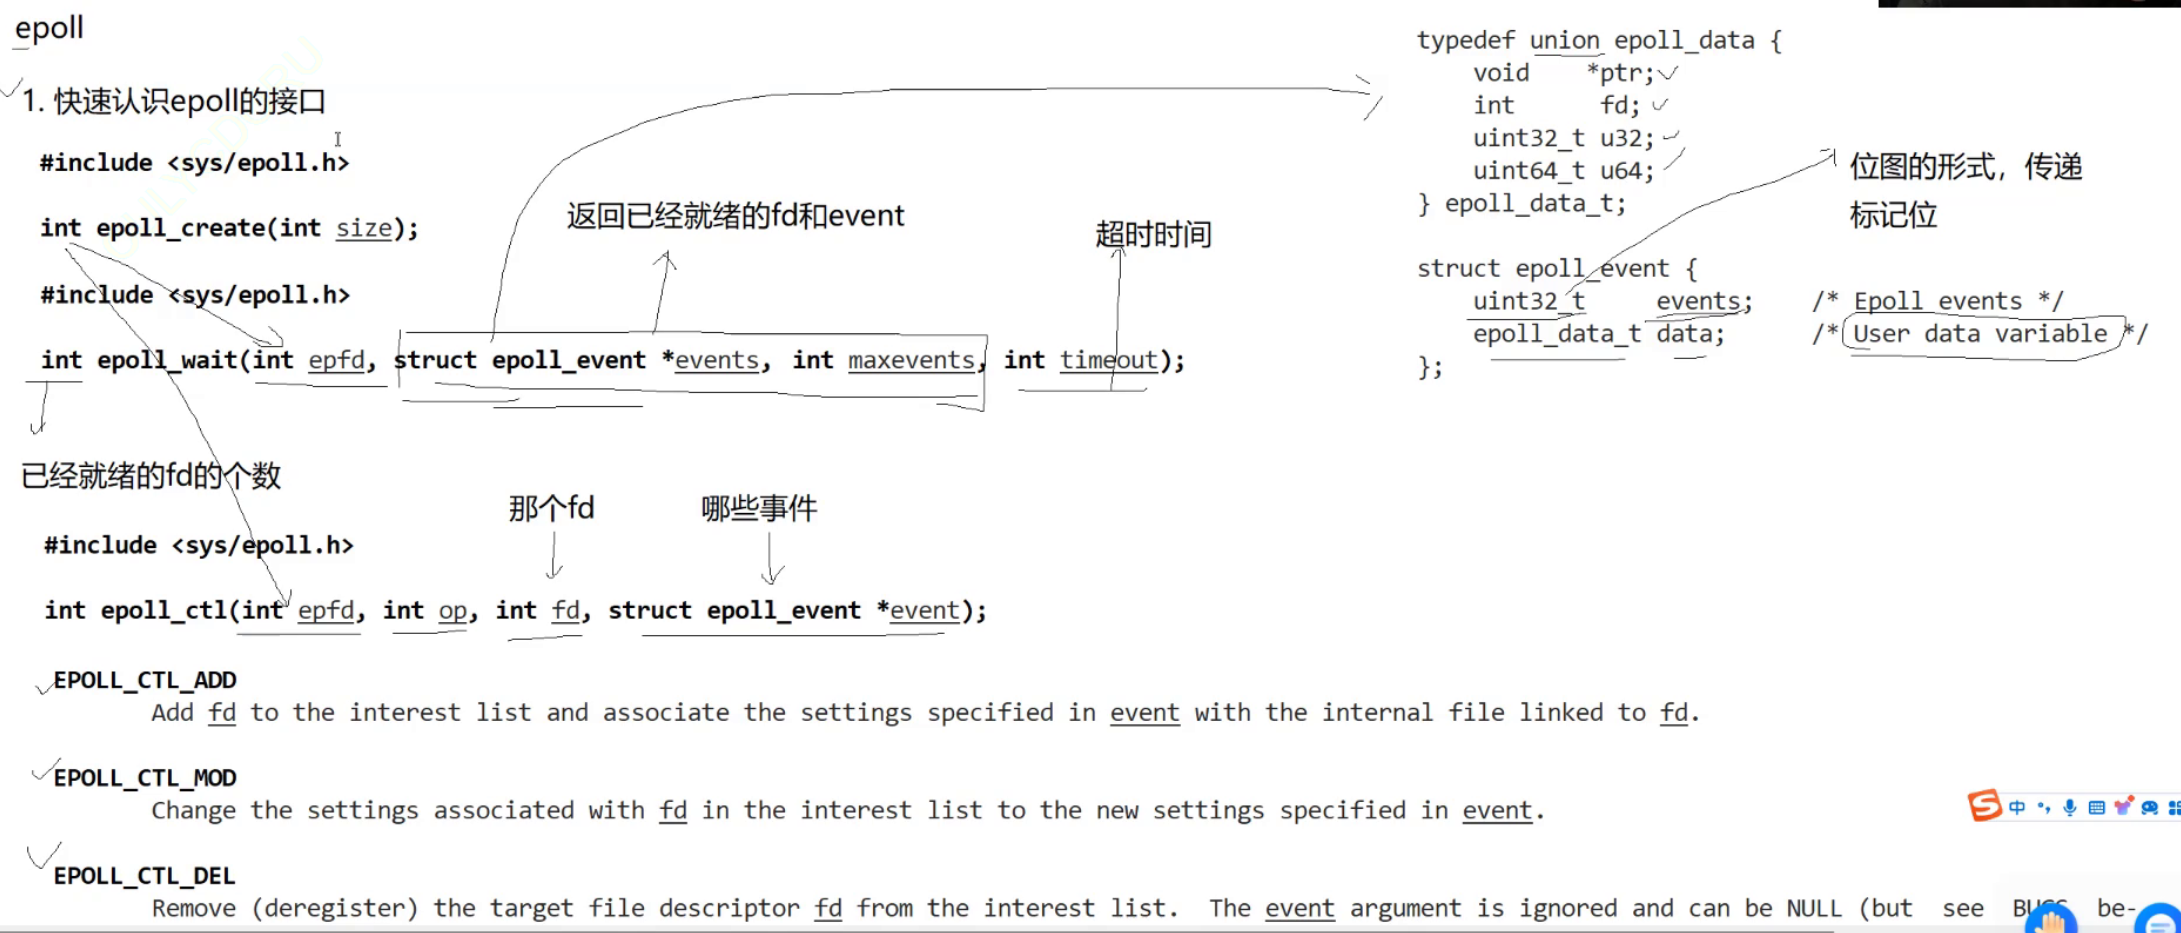 epoll
1. 快速认识epoll的接口
#include <sys/epoll.h>
int epoll_create(int size);
#include <sys/epoll.h>
返回已经就绪的fd和event
超时时间
int epoll_wait(int epfd, struct epoll_event *events, int maxevents, int timeout);
已经就绪的fd的个数
#include <sys/epoll.h>
那个fd
哪些事件
int epoll_ctl(int epfd, int op, int fd, struct epoll_event *event);
EPOLL_CTL_ADD
Add fd to the interest list and associate the settings specified in event with the internal file linked to fd.
EPOLL_CTL_MOD
Change the settings associated with fd in the interest list to the new settings specified in event.
EPOLL_CTL_DEL
Remove (deregister) the target file descriptor fd from the interest list. The event argument is ignored and can be NULL (but see BUGS be-
typedef union epoll_data {
void *ptr;
int fd;
uint32_t u32;
uint64_t u64;
} epoll_data_t;
位图的形式，传递
标记位
struct epoll_event {
uint32_t events; /* Epoll events */
epoll_data_t data; /* User data variable */
};
中